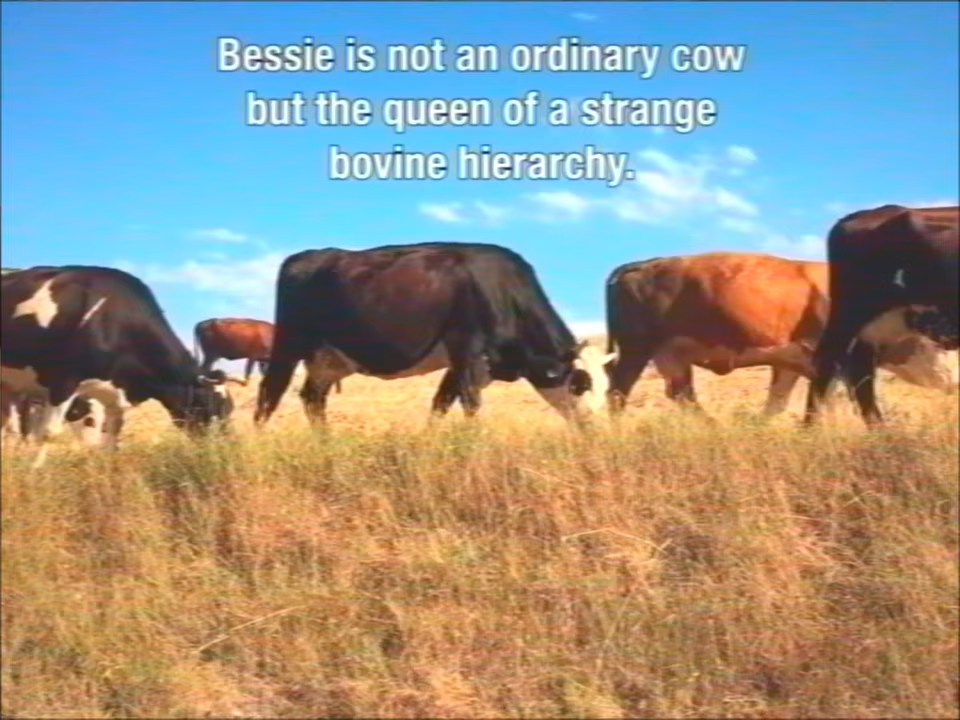 Bessie is not an ordinary cow
but the queen of a strange
bovine hierarchy.